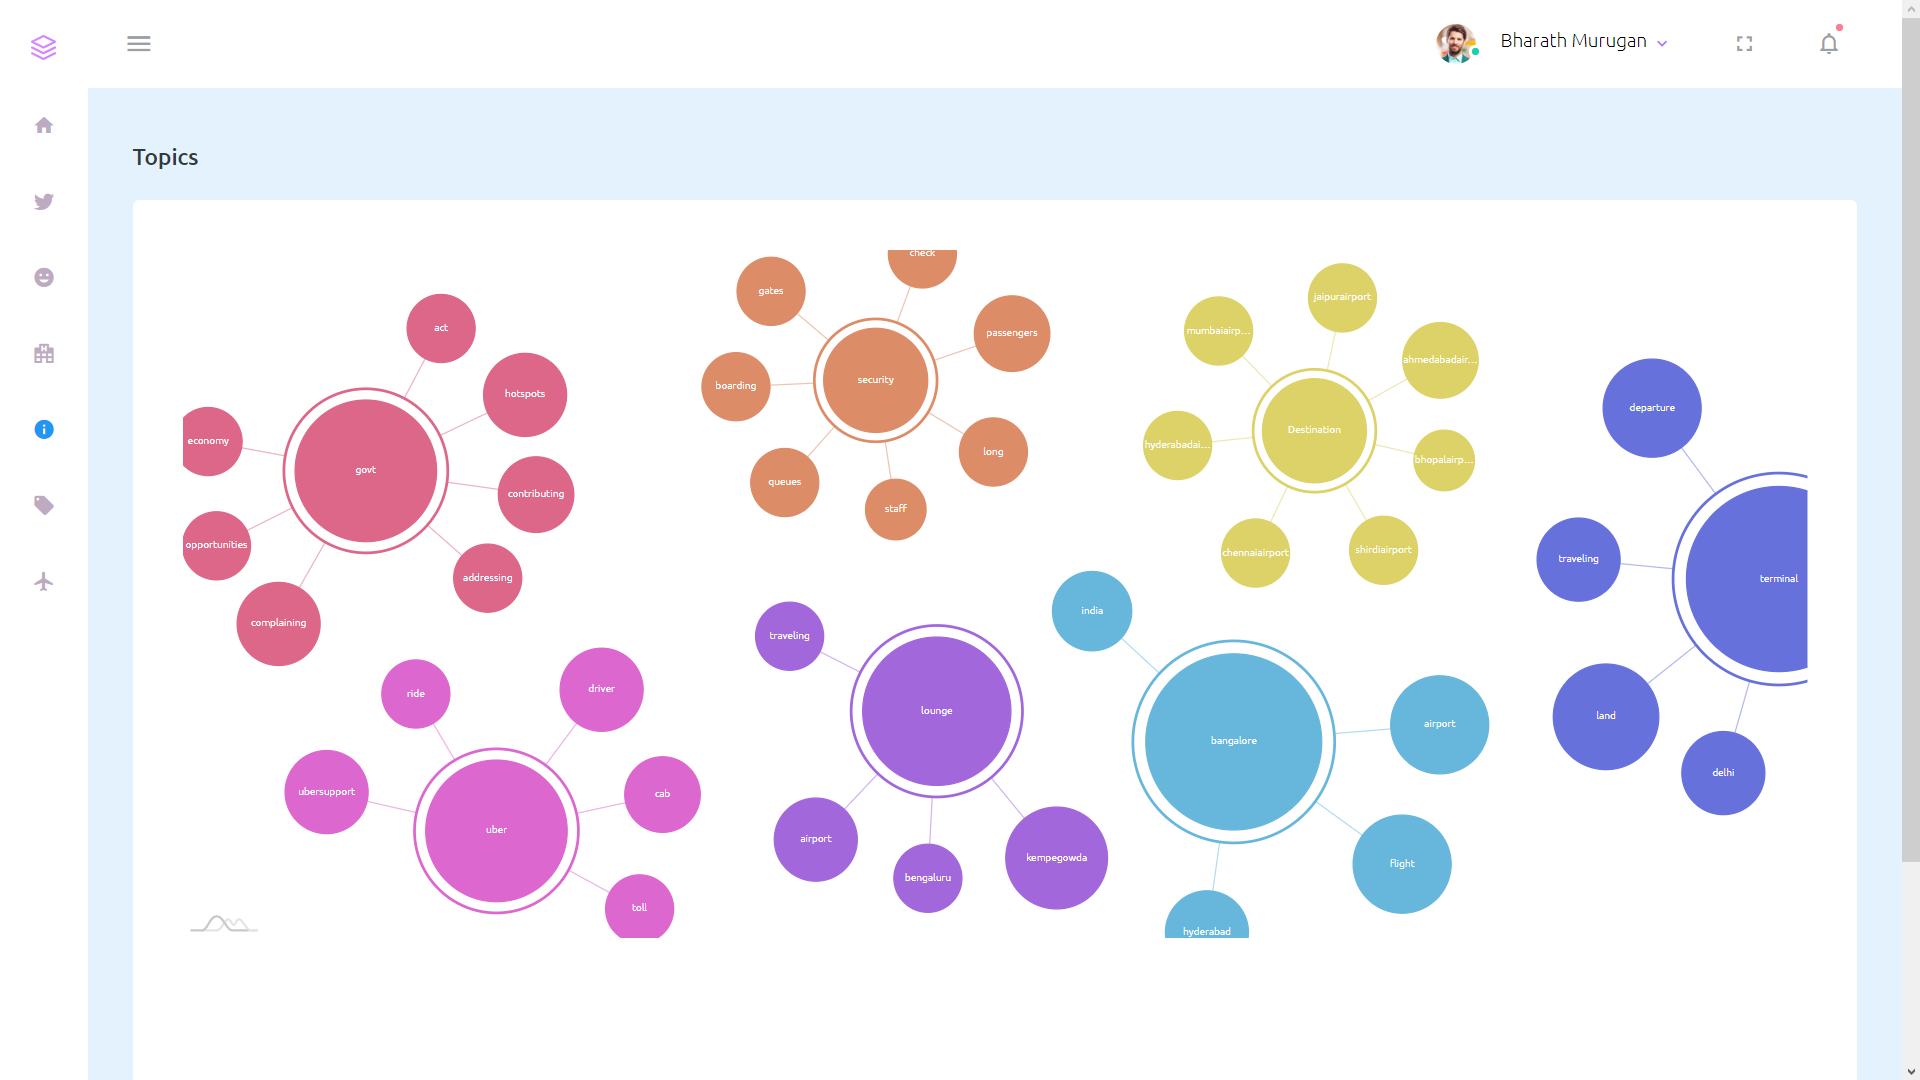 Bharath Murugan
Topics
act
hotspots
economy
govt
contributing
opportunities
addressing
complaining
check
gates
passengers
boarding
security
long
queues
staff
jaipurairport
mumbaiairp...
ahmedabadair...
Destination
hyderabadai...
bhopalairp...
chennaiairport
shirdiairport
departure
traveling
terminal
land
delhi
ride
driver
ubersupport
cab
uber
toll
traveling
lounge
airport
bengaluru
kempegowda
india
bangalore
airport
flight
hyderabad